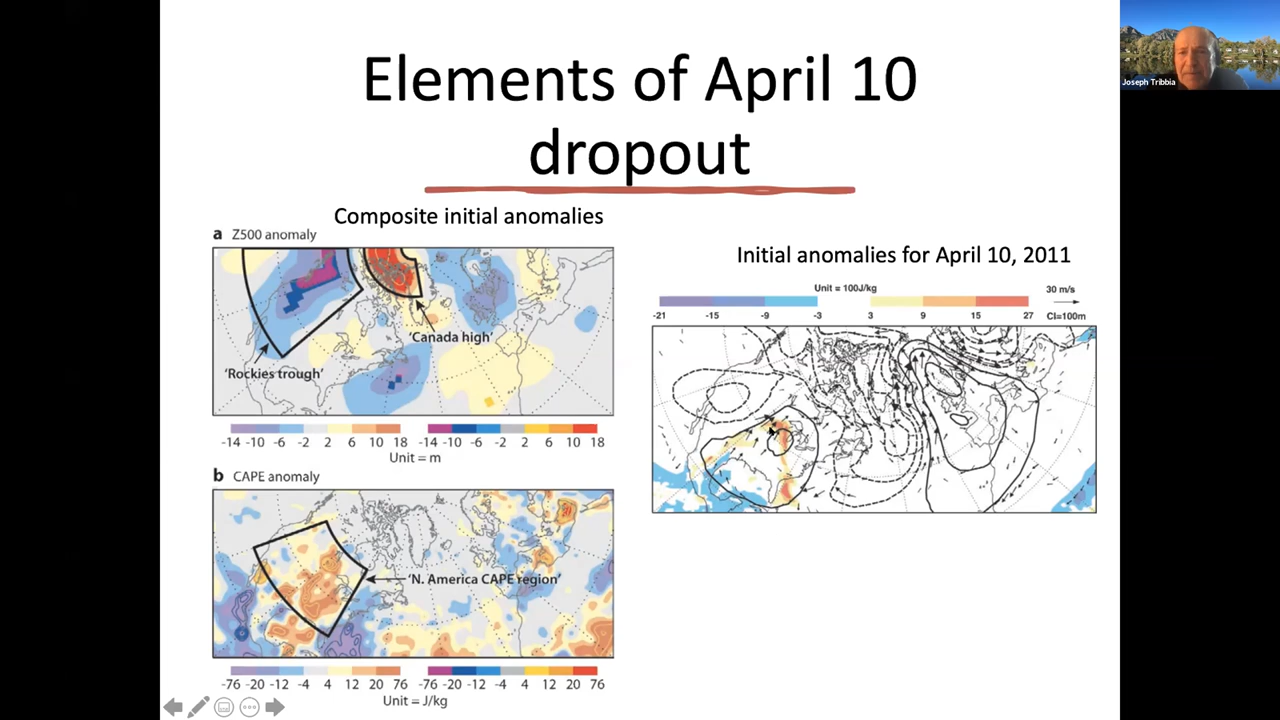 Elements of April 10
dropout
Joseph Tribbia
Composite initial anomalies
a Z500 anomaly
'Canada high'
'Rockies trough'
-14 -10 -6 -2 2 6 10 18 -14 -10 -6 -2 2 6 10 18
Unit = m
b CAPE anomaly
'N. America CAPE region'
-76 -20 -12 -4 4 12 20 76 -76 -20 -12 -4 4 12 20 76
Unit = J/kg
Initial anomalies for April 10, 2011
Unit = 100J/kg
30 m/s
-21 -15 -9 -3 3 9 15 27 CI=100m